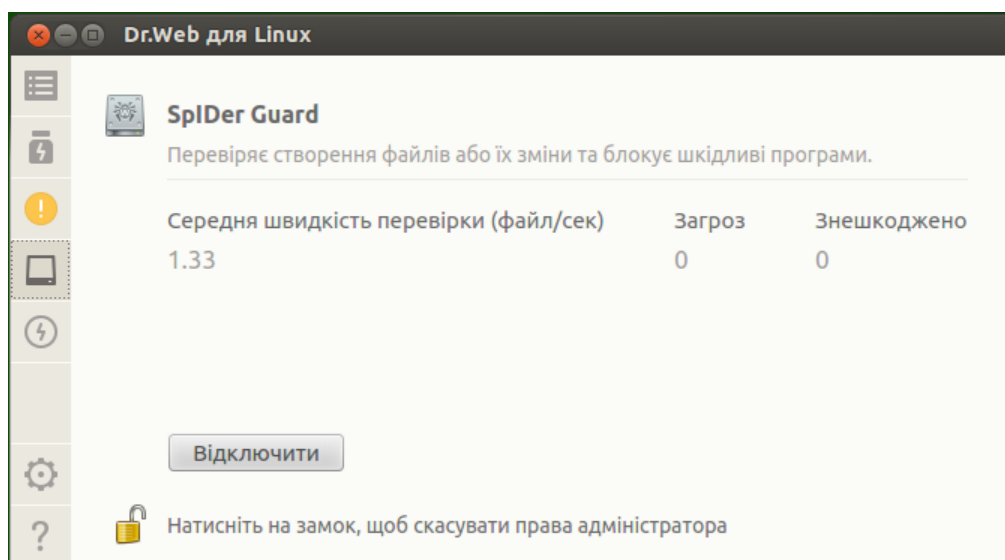 Dr.Web для Linux
SpIDer Guard
Перевіряє створення файлів або їх зміни та блокує шкідливі програми.
Середня швидкість перевірки (файл/сек) Загроз Знешкоджено
1.33 0 0
Відключити
Натисніть на замок, щоб скасувати права адміністратора